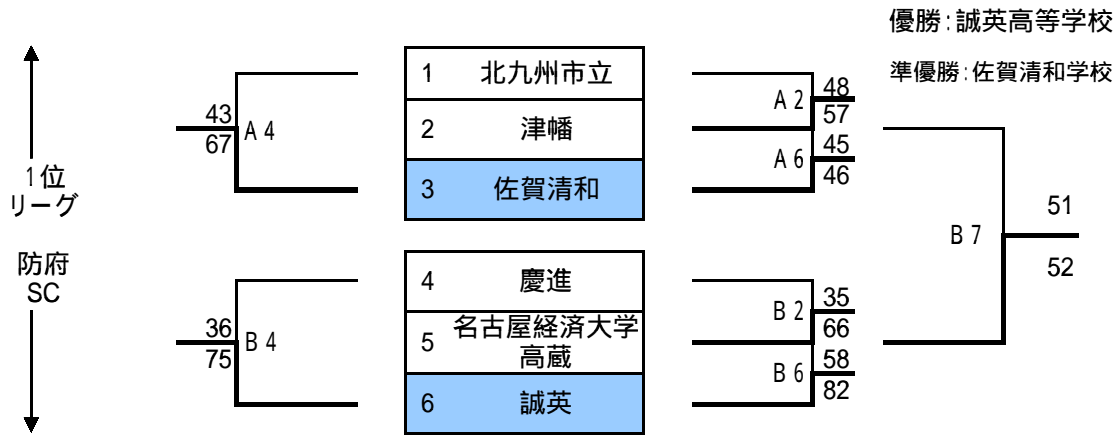 優勝:誠英高等学校
準優勝:佐賀清和学校
1位
リーグ
防府
SC
43
67
A 4
1 北九州市立
2 津幡
3 佐賀清和
A 2
48
57
A 6
45
46
36
75
B 4
4 慶進
5 名古屋経済大学
高蔵
6 誠英
B 2
35
66
B 6
58
82
B 7
51
52